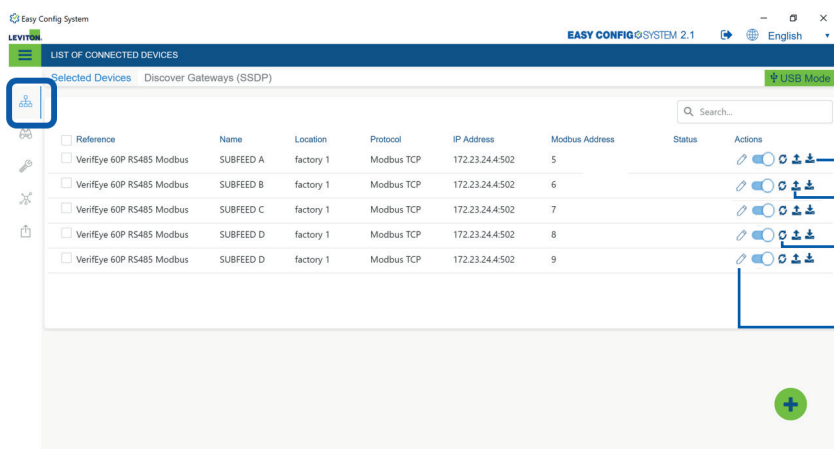 Easy Config System
LEVITON.
EASY CONFIG SYSTEM 2.1 English
LIST OF CONNECTED DEVICES
Selected Devices Discover Gateways (SSDP) USB Mode
Search...
Reference Name Location Protocol IP Address Modbus Address Status Actions
VerifEye 60P RS485 Modbus SUBFEED A factory 1 Modbus TCP 172.23.24.4:502 5
VerifEye 60P RS485 Modbus SUBFEED B factory 1 Modbus TCP 172.23.24.4:502 6
VerifEye 60P RS485 Modbus SUBFEED C factory 1 Modbus TCP 172.23.24.4:502 7
VerifEye 60P RS485 Modbus SUBFEED D factory 1 Modbus TCP 172.23.24.4:502 8
VerifEye 60P RS485 Modbus SUBFEED D factory 1 Modbus TCP 172.23.24.4:502 9